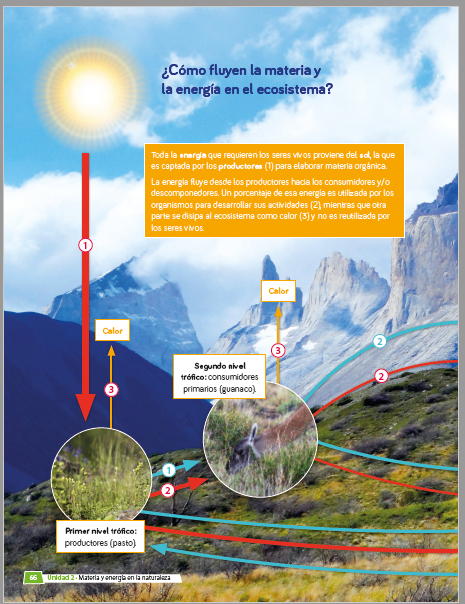 ¿Cómo fluyen la materia y
la energía en el ecosistema?
Toda la energía que requieren los seres vivos proviene del sol, la que
es captada por los productores (1) para elaborar materia orgánica.
La energía fluye desde los productores hacia los consumidores y/o
descomponedores. Un porcentaje de esa energía es utilizada por los
organismos para desarrollar sus actividades (2), mientras que otra
parte se disipa al ecosistema como calor (3) y no es reutilizada por
los seres vivos.
1
Calor
3
Calor
3
2
2
Segundo nivel
trófico: consumidores
primarios (guanaco).
1
2
Primer nivel trófico:
productores (pasto).
66 Unidad 2 - Materia y energía en la naturaleza